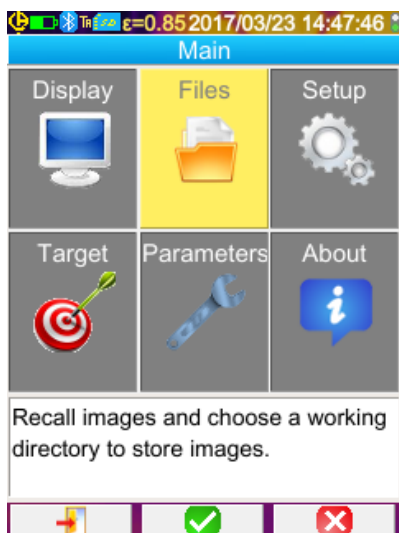 ε=0.85 2017/03/23 14:47:46
Main
Display Files Setup
Target Parameters About
Recall images and choose a working
directory to store images.